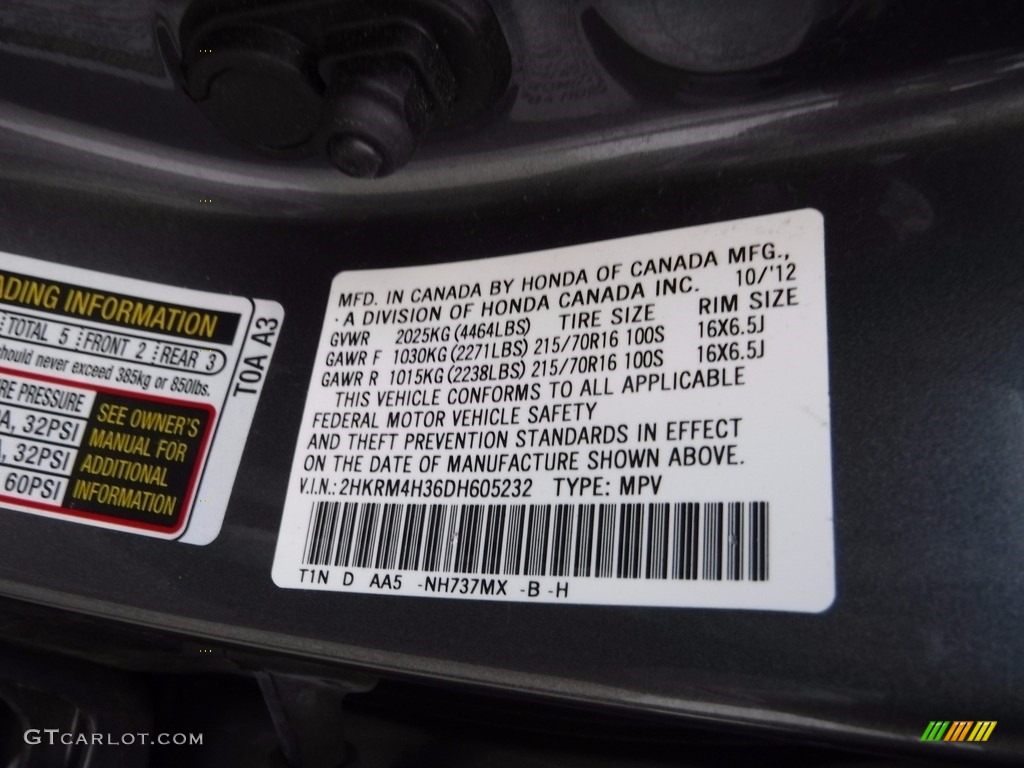 ADING INFORMATION
TOTAL 5 FRONT 2 REAR 3
hould never exceed 385kg or 850lbs.
RE PRESSURE
A, 32PSI
, 32PSI
60PSI
SEE OWNER'S
MANUAL FOR
ADDITIONAL
INFORMATION
T0A A3
MFD. IN CANADA BY HONDA OF CANADA MFG.,
· A DIVISION OF HONDA CANADA INC. 10/'12
GVWR 2025KG (4464LBS) TIRE SIZE RIM SIZE
GAWR F 1030KG (2271LBS) 215/70R16 100S 16X6.5J
GAWR R 1015KG (2238LBS) 215/70R16 100S 16X6.5J
THIS VEHICLE CONFORMS TO ALL APPLICABLE
FEDERAL MOTOR VEHICLE SAFETY
AND THEFT PREVENTION STANDARDS IN EFFECT
ON THE DATE OF MANUFACTURE SHOWN ABOVE.
V.I.N.: 2HKRM4H36DH605232 TYPE: MPV
T1N D AA5 -NH737MX -B -H
GTCARLOT.COM